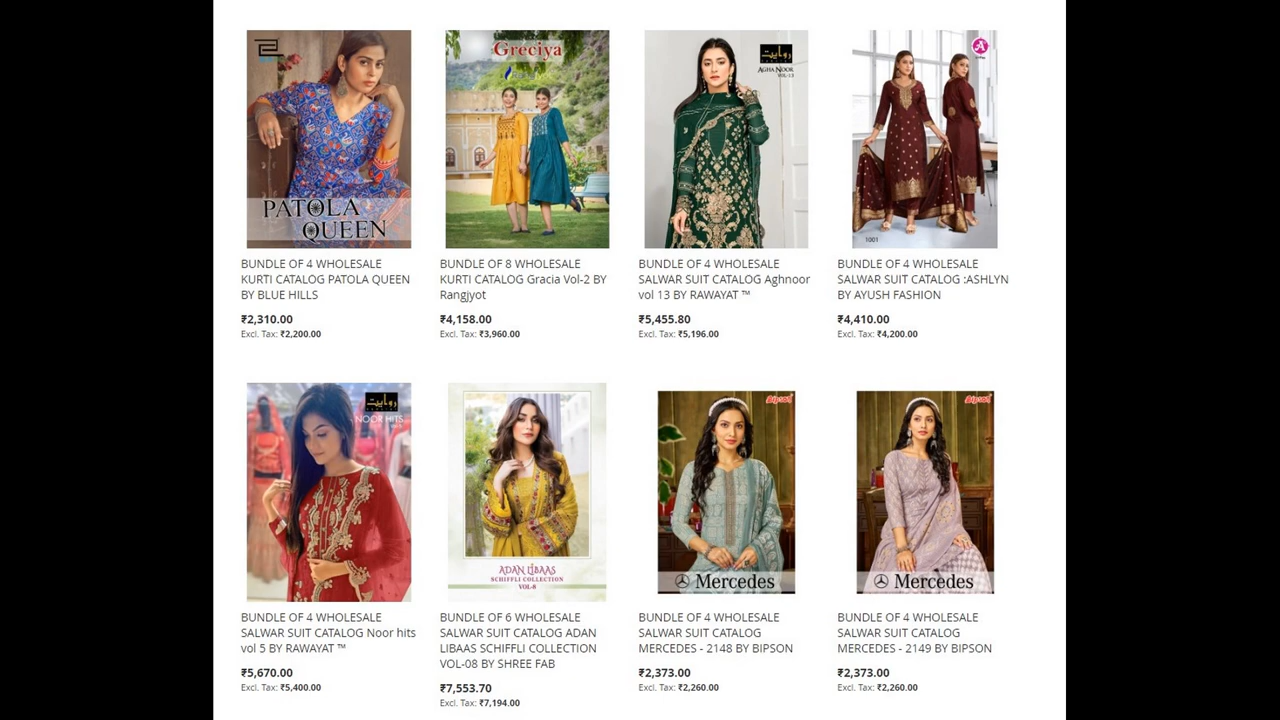 PATOLA
QUEEN
BUNDLE OF 4 WHOLESALE
KURTI CATALOG PATOLA QUEEN
BY BLUE HILLS
₹2,310.00
Excl. Tax: ₹2,200.00
Greciya
BUNDLE OF 8 WHOLESALE
KURTI CATALOG Gracia Vol-2 BY
Rangjyot
₹4,158.00
Excl. Tax: ₹3,960.00
روایت
AGHA NOOR
VOL-13
BUNDLE OF 4 WHOLESALE
SALWAR SUIT CATALOG Aghnoor
vol 13 BY RAWAYAT ™
₹5,455.80
Excl. Tax: ₹5,196.00
A
1001
BUNDLE OF 4 WHOLESALE
SALWAR SUIT CATALOG :ASHLYN
BY AYUSH FASHION
₹4,410.00
Excl. Tax: ₹4,200.00
روایت
NOOR HITS
BUNDLE OF 4 WHOLESALE
SALWAR SUIT CATALOG Noor hits
vol 5 BY RAWAYAT ™
₹5,670.00
Excl. Tax: ₹5,400.00
ADAN LIBAAS
SCHIFFLI COLLECTION
VOL-8
BUNDLE OF 6 WHOLESALE
SALWAR SUIT CATALOG ADAN
LIBAAS SCHIFFLI COLLECTION
VOL-08 BY SHREE FAB
₹7,553.70
Excl. Tax: ₹7,194.00
Mercedes
BUNDLE OF 4 WHOLESALE
SALWAR SUIT CATALOG
MERCEDES - 2148 BY BIPSON
₹2,373.00
Excl. Tax: ₹2,260.00
Mercedes
BUNDLE OF 4 WHOLESALE
SALWAR SUIT CATALOG
MERCEDES - 2149 BY BIPSON
₹2,373.00
Excl. Tax: ₹2,260.00